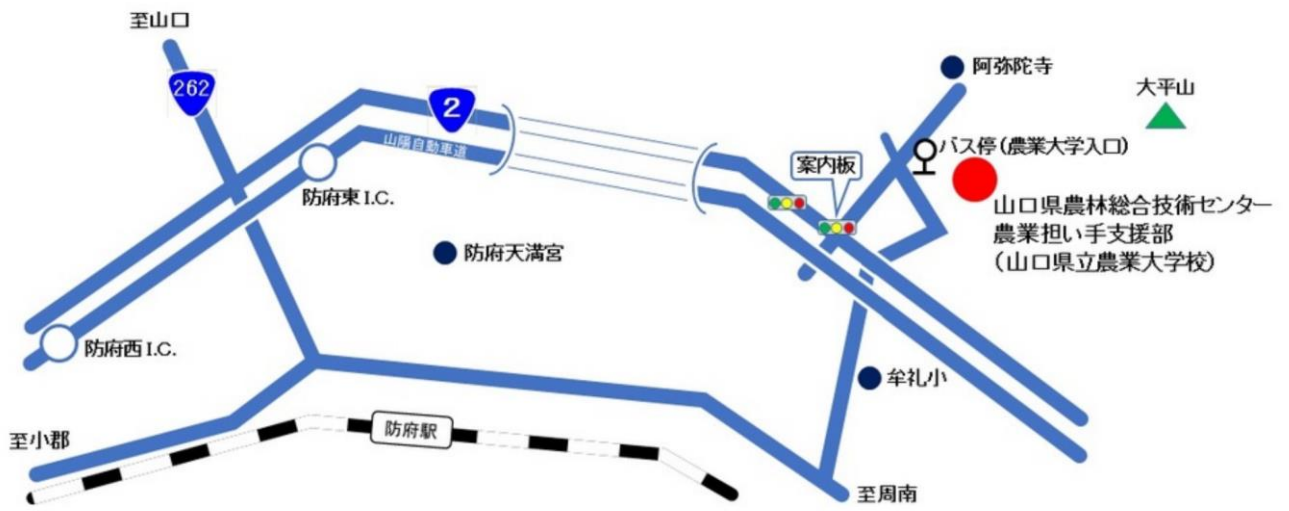 至山口
262
2
山陽自動車道
防府東I.C.
防府西I.C.
防府天満宮
案内板
阿弥陀寺
大平山
バス停(農業大学入口)
山口県農林総合技術センター
農業担い手支援部
(山口県立農業大学校)
牟礼小
至小郡
防府駅
至周南